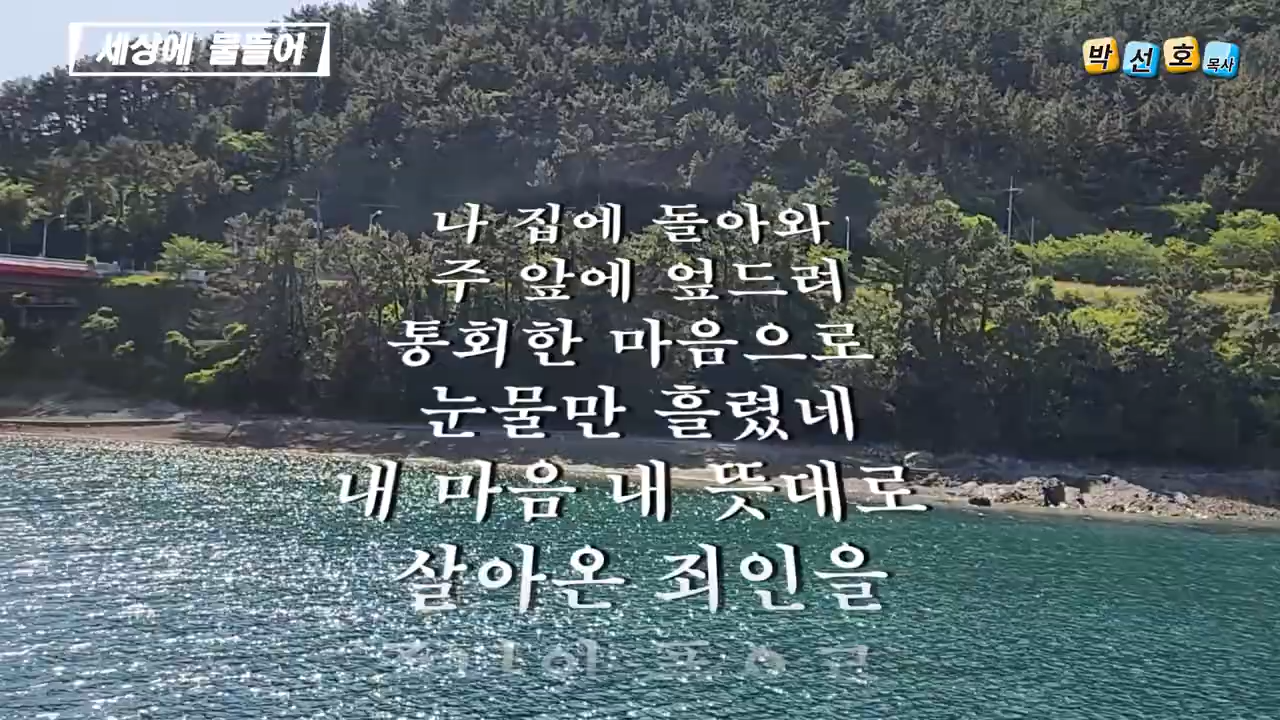 세상에 물들어
박선호 목사
나 집에 돌아와
주 앞에 엎드려
통회한 마음으로
눈물만 흘렸네
내 마음 내 뜻대로
살아온 죄인을